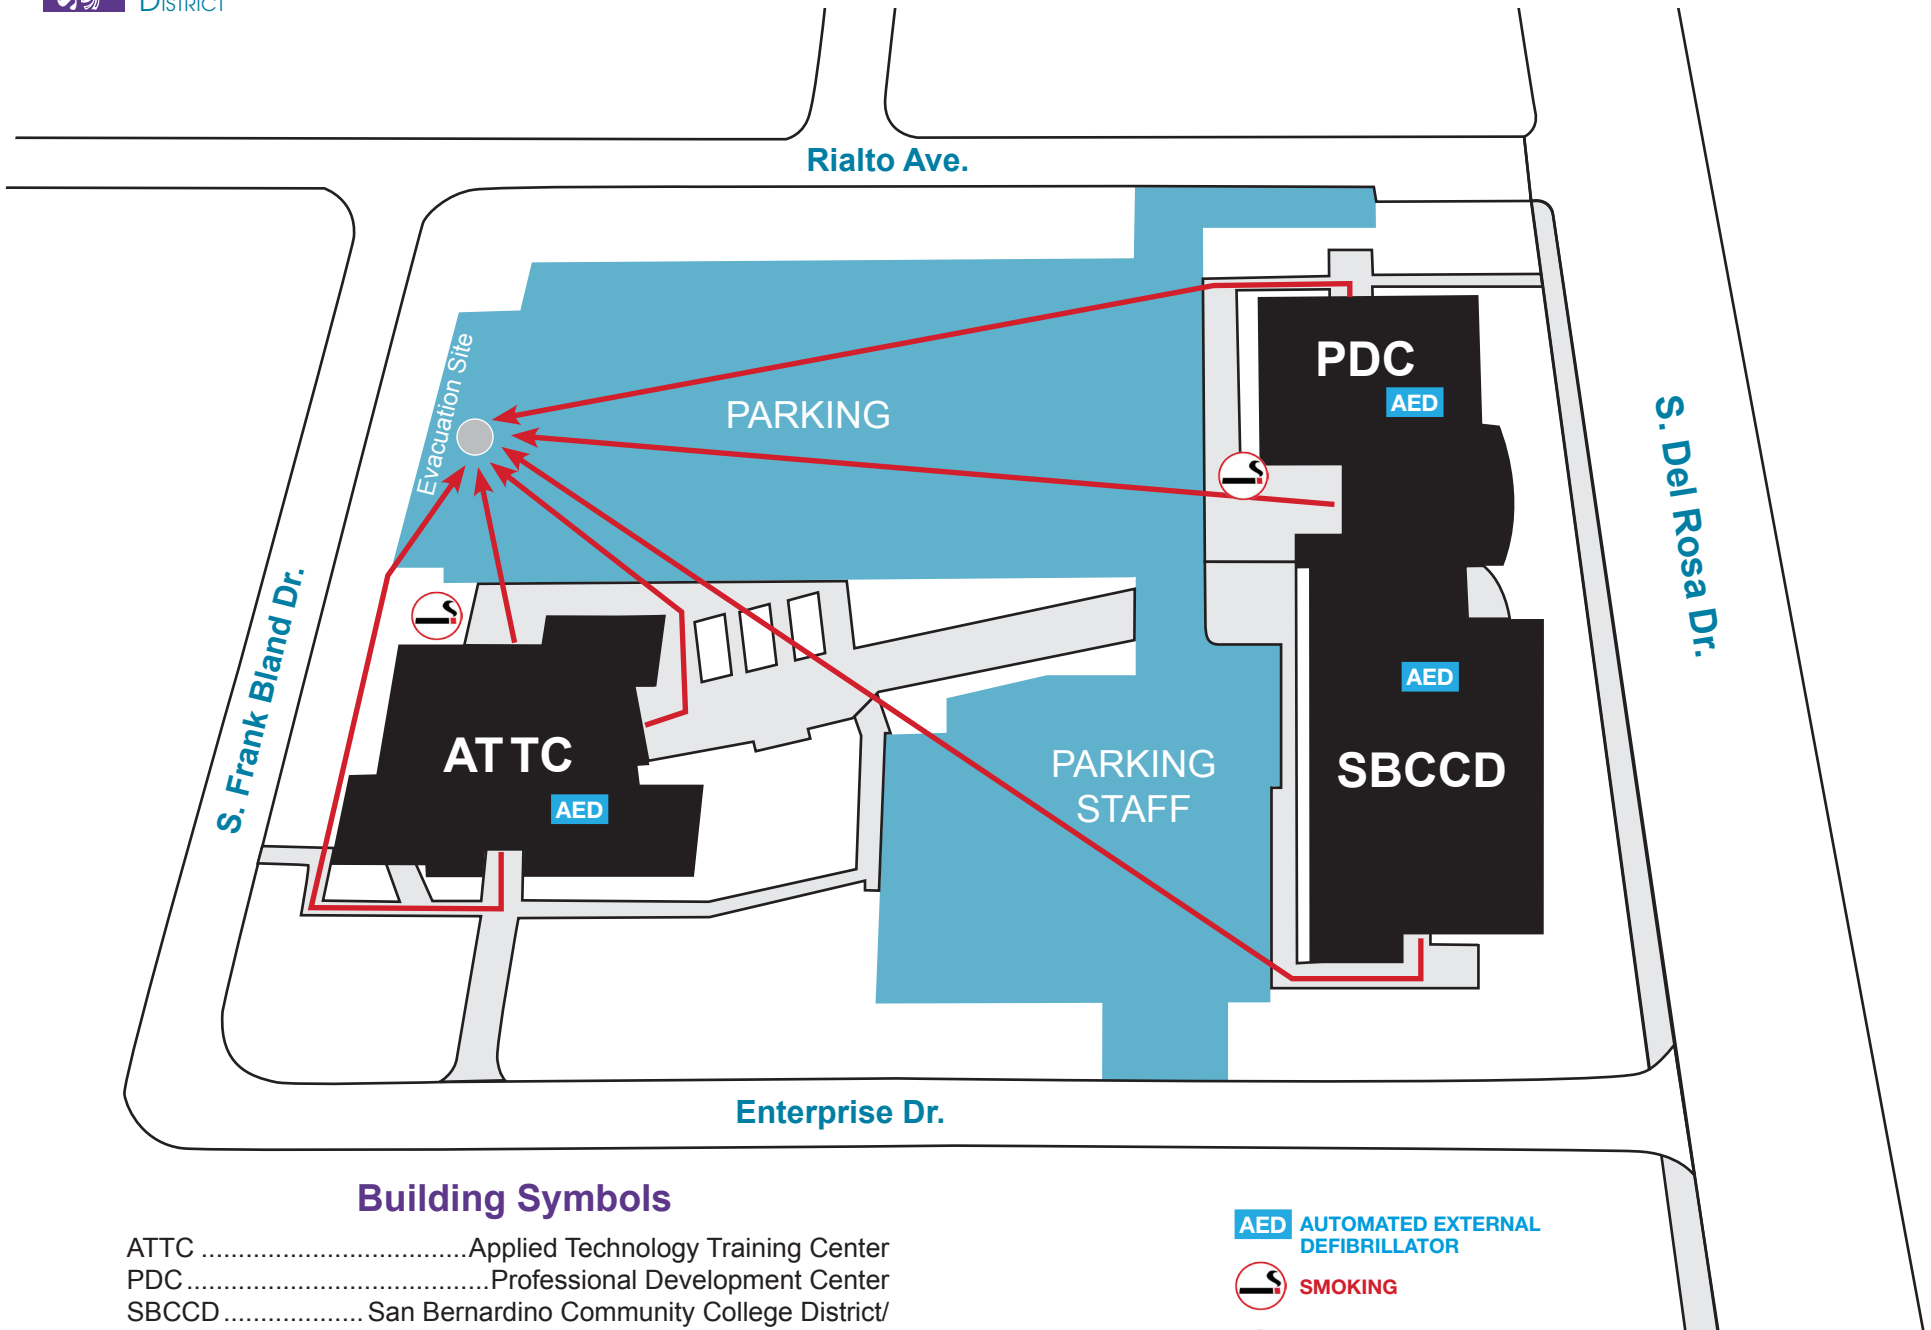 DISTRICT
Rialto Ave.
PDC
AED
Evacuation Site
PARKING
S. Del Rosa Dr.
S. Frank Bland Dr.
AED
ATTC
AED
PARKING
STAFF
SBCCD
Enterprise Dr.
Building Symbols
ATTC ...................................Applied Technology Training Center
PDC ........................................Professional Development Center
SBCCD .................. San Bernardino Community College District/
AED AUTOMATED EXTERNAL
DEFIBRILLATOR
SMOKING